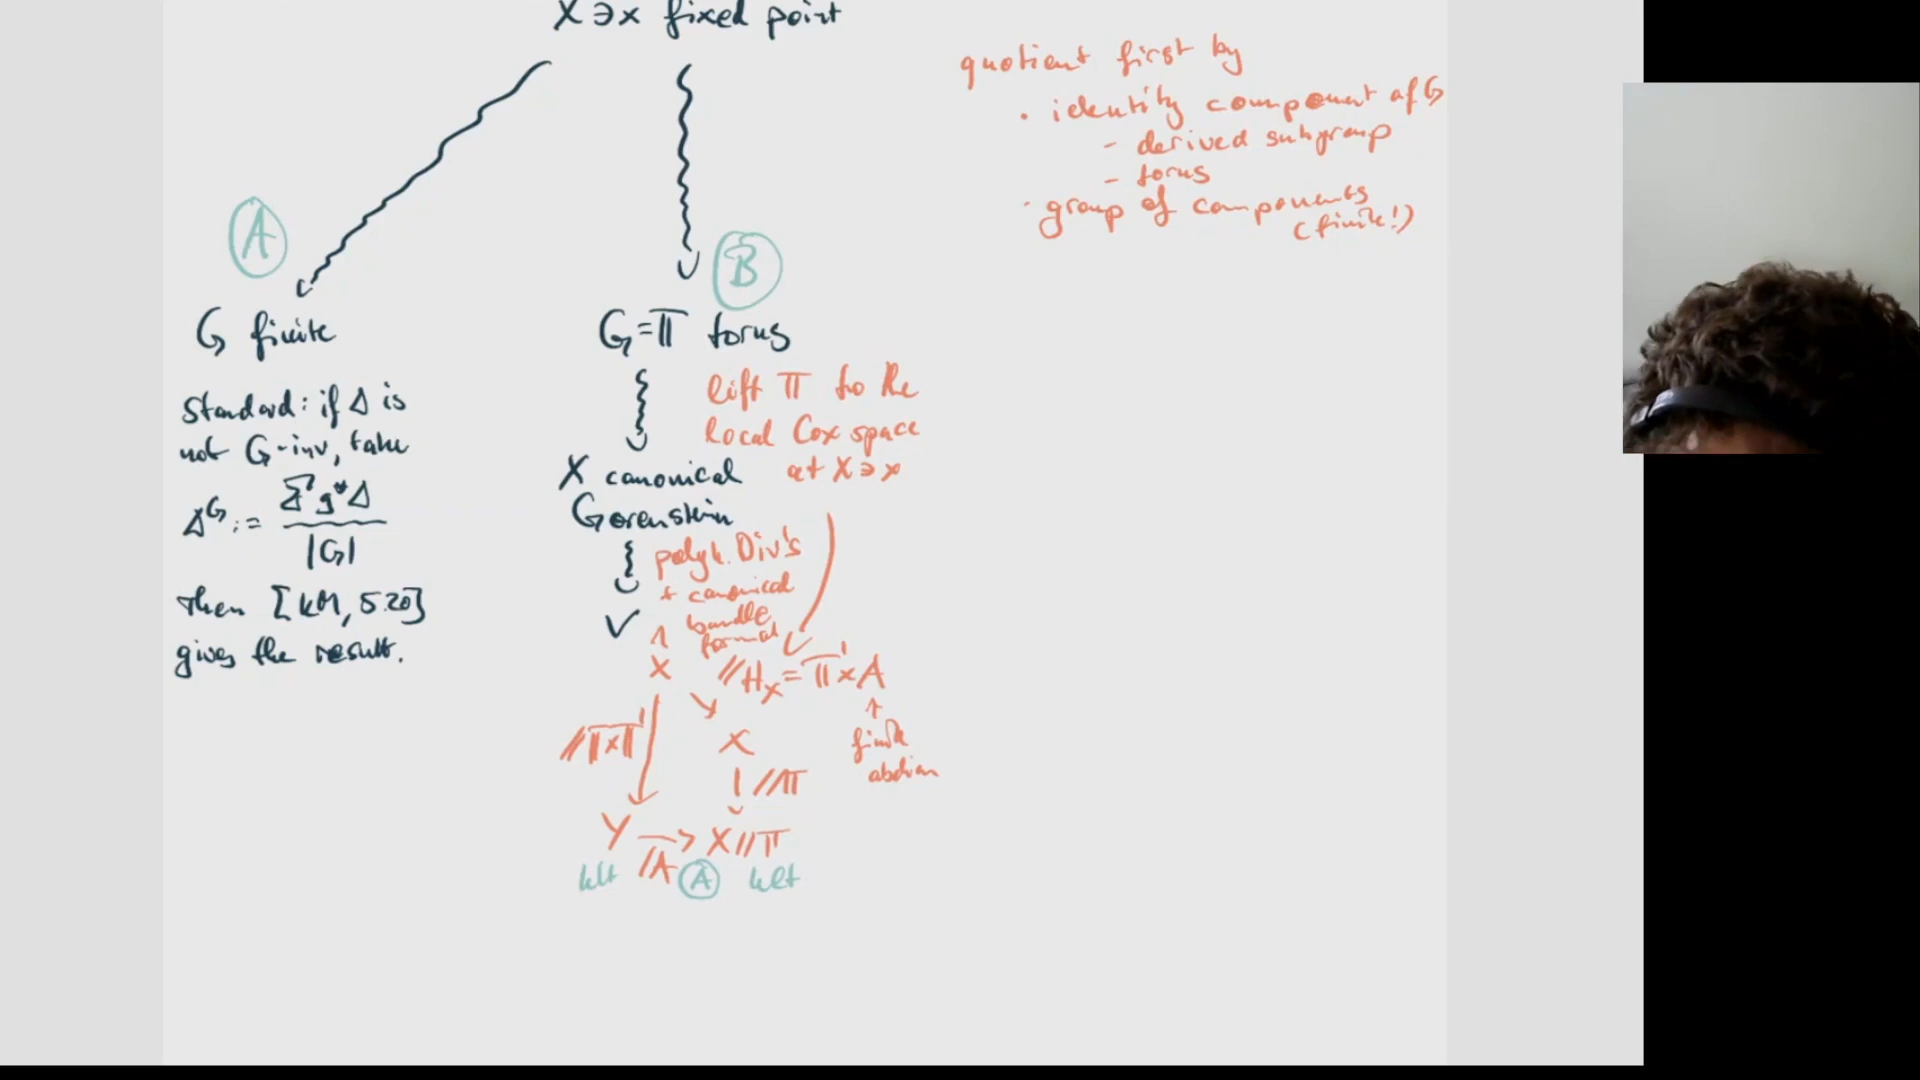 X ∋ x fixed point
quotient first by
· identity component of G
- derived subgroup
- torus
· group of components
(finite!)
A
B
G finite
Standard: if Δ is
not G-inv, take
Δ^G := Σ g*Δ / |G|
then [KM, 5.20]
gives the result.
G = 𝕋 torus
lift 𝕋 to the
local Cox space
at X ∋ x
X canonical
Gorenstein
polyh. Div's
+ canonical
bundle
formula
✓
^
X //H_X = 𝕋' × A
↑
finite
abelian
//𝕋×𝕋'
X
//𝕋
Y → X//𝕋
/A
klt A klt